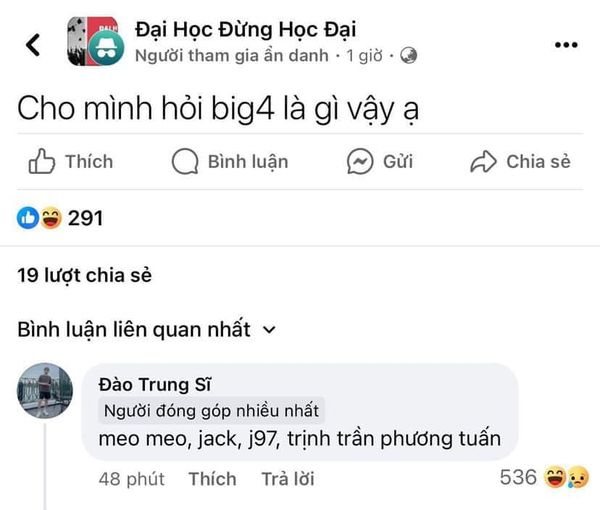 Đại Học Đừng Học Đại
Người tham gia ẩn danh · 1 giờ ·
Cho mình hỏi big4 là gì vậy ạ
Thích Bình luận Gửi Chia sẻ
291
19 lượt chia sẻ
Bình luận liên quan nhất
Đào Trung Sĩ
Người đóng góp nhiều nhất
meo meo, jack, j97, trịnh trần phương tuấn
48 phút Thích Trả lời 536